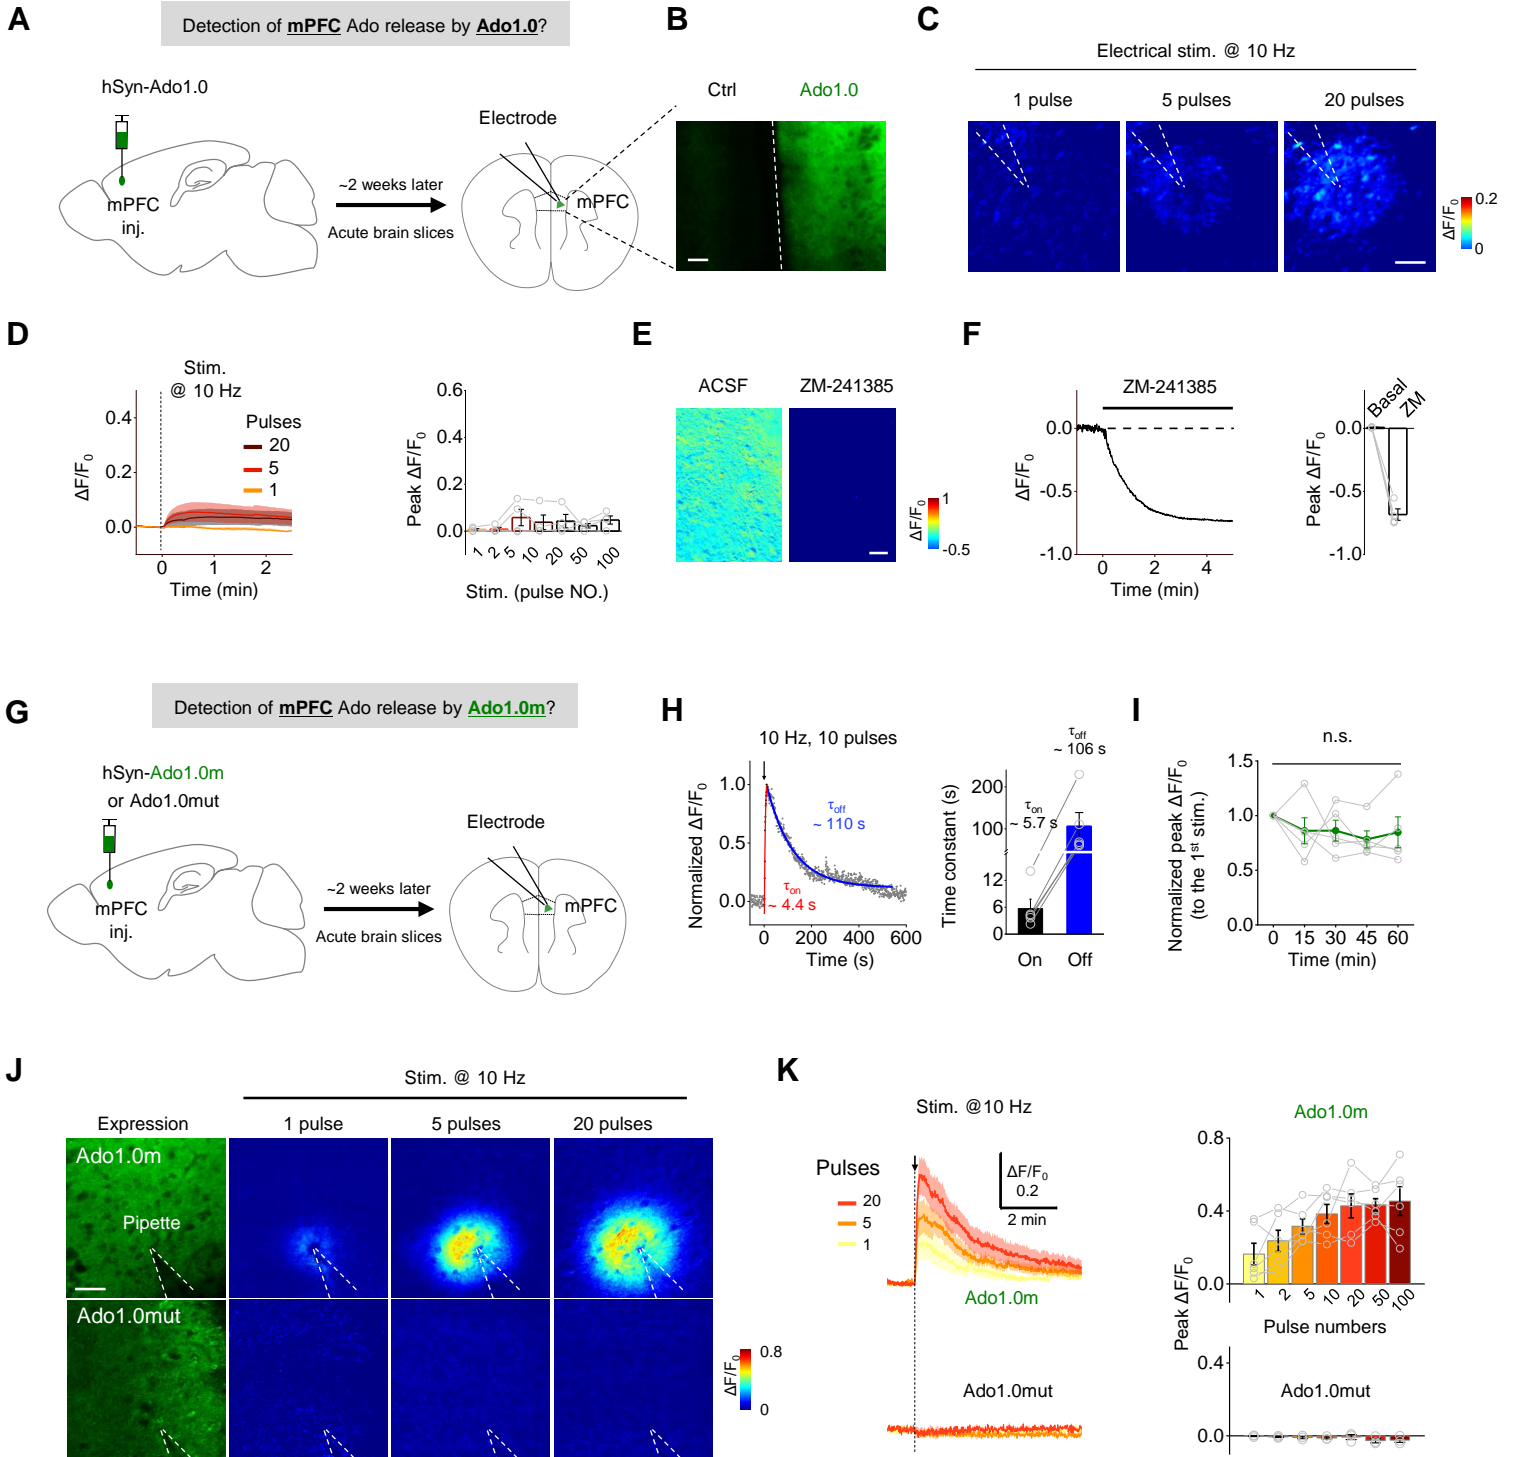 A
Detection of mPFC Ado release by Ado1.0?
hSyn-Ado1.0
mPFC
inj.
~2 weeks later
Acute brain slices
Electrode
mPFC
B
Ctrl
Ado1.0
C
Electrical stim. @ 10 Hz
1 pulse
5 pulses
20 pulses
ΔF/F0
0.2
0
D
Stim.
@ 10 Hz
Pulses
20
5
1
ΔF/F0
0.4
0.2
0.0
0
1
2
Time (min)
Peak ΔF/F0
0.6
0.4
0.2
0.0
1
2
5
10
20
50
100
Stim. (pulse NO.)
E
ACSF
ZM-241385
ΔF/F0
1
-0.5
F
ZM-241385
ΔF/F0
0.0
-0.5
-1.0
0
2
4
Time (min)
Basal
ZM
Peak ΔF/F0
0.0
-0.5
-1.0
G
Detection of mPFC Ado release by Ado1.0m?
hSyn-Ado1.0m
or Ado1.0mut
mPFC
inj.
~2 weeks later
Acute brain slices
Electrode
mPFC
H
10 Hz, 10 pulses
Normalized ΔF/F0
1.0
0.5
0.0
τoff
~ 110 s
τon
~ 4.4 s
0
200
400
600
Time (s)
τoff
~ 106 s
τon
~ 5.7 s
Time constant (s)
200
100
12
6
0
On
Off
I
n.s.
Normalized peak ΔF/F0
(to the 1st stim.)
1.5
1.0
0.5
0.0
0
15
30
45
60
Time (min)
J
Stim. @ 10 Hz
Expression
1 pulse
5 pulses
20 pulses
Ado1.0m
Pipette
Ado1.0mut
ΔF/F0
0.8
0
K
Stim. @10 Hz
Pulses
20
5
1
ΔF/F0
0.2
2 min
Ado1.0m
Ado1.0mut
Ado1.0m
Peak ΔF/F0
0.8
0.4
0.0
1
2
5
10
20
50
100
Pulse numbers
0.4
Ado1.0mut
0.0